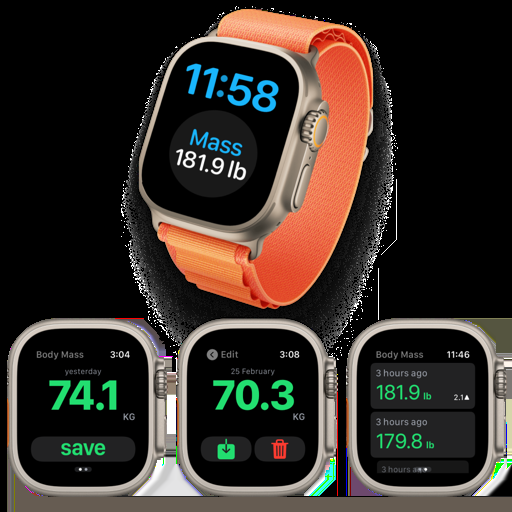 11:58
Mass
181.9 lb
Body Mass 3:04
yesterday
74.1
KG
save
Edit 3:08
25 February
70.3
KG
Body Mass 11:46
3 hours ago
181.9 lb 2.1▲
3 hours ago
179.8 lb
3 hours ago